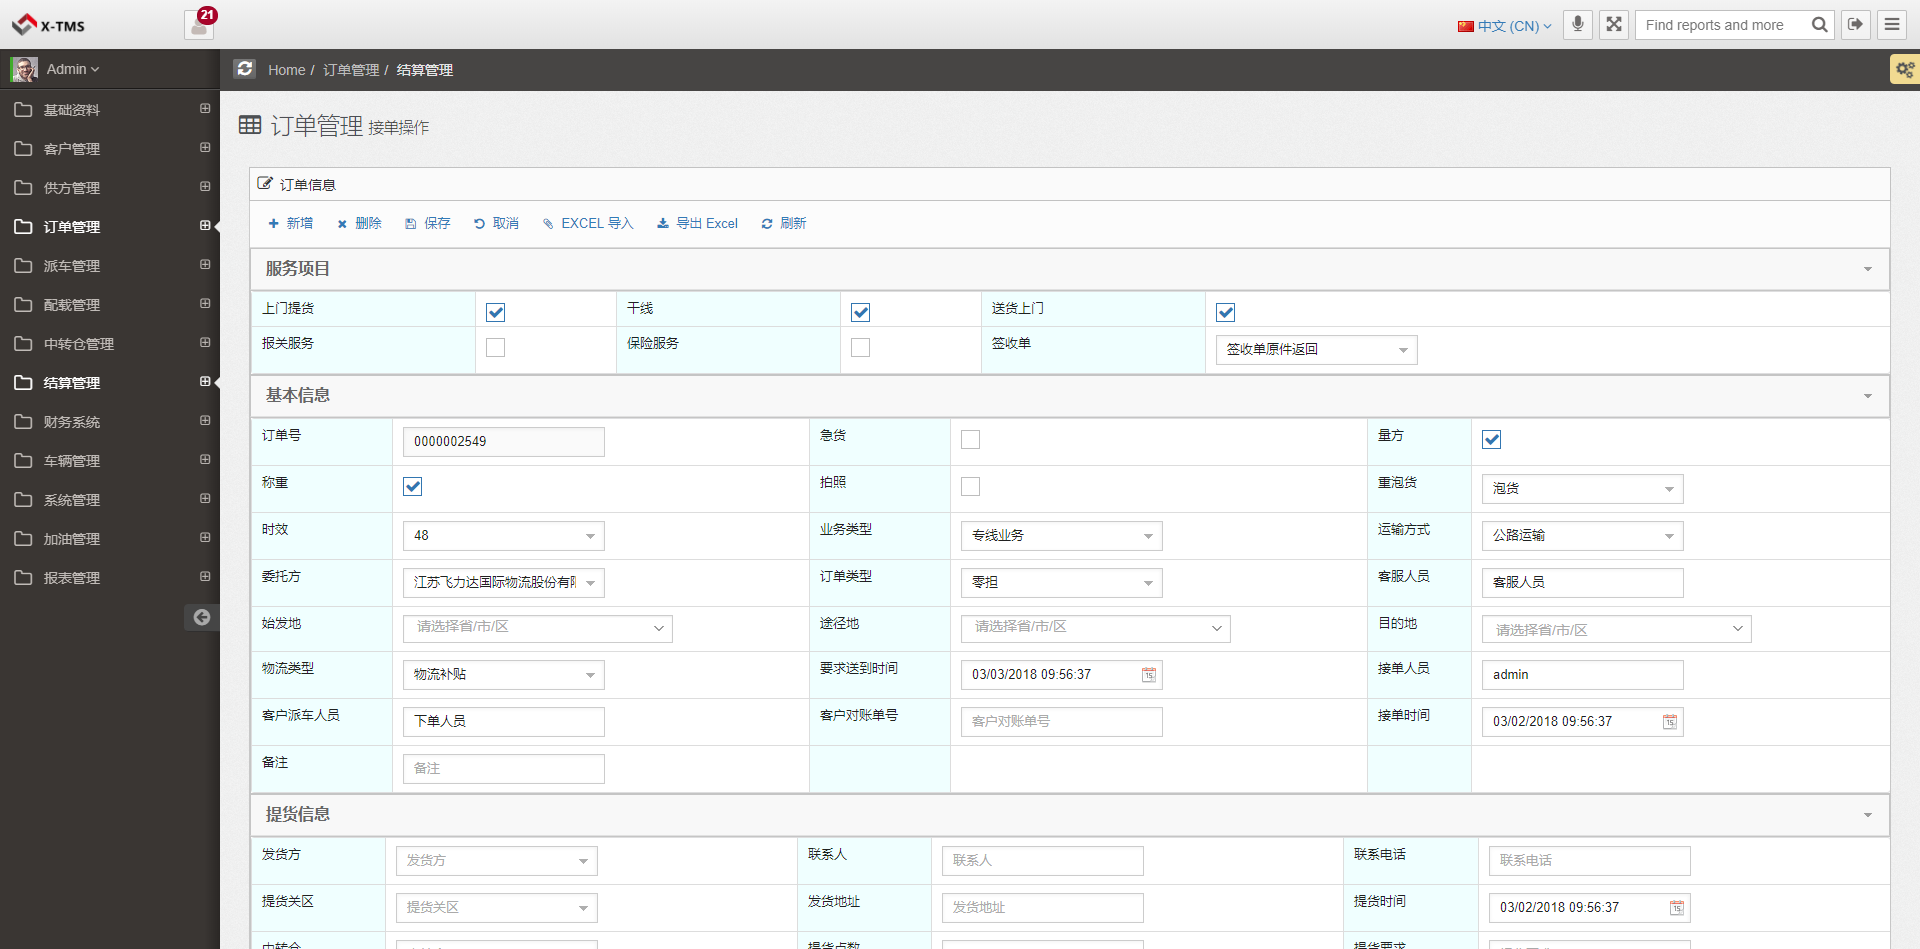 X-TMS
21
中文 (CN)
Find reports and more
Admin
Home / 订单管理 / 结算管理
基础资料
客户管理
供方管理
订单管理
派车管理
配载管理
中转仓管理
结算管理
财务系统
车辆管理
系统管理
加油管理
报表管理
订单管理 接单操作
订单信息
新增 删除 保存 取消 EXCEL 导入 导出 Excel 刷新
服务项目
上门提货 干线 送货上门
报关服务 保险服务 签收单 签收单原件返回
基本信息
订单号 0000002549 急货 量方
称重 拍照 重泡货 泡货
时效 48 业务类型 专线业务 运输方式 公路运输
委托方 江苏飞力达国际物流股份有 订单类型 零担 客服人员 客服人员
始发地 请选择省/市/区 途径地 请选择省/市/区 目的地 请选择省/市/区
物流类型 物流补贴 要求送到时间 03/03/2018 09:56:37 接单人员 admin
客户派车人员 下单人员 客户对账单号 客户对账单号 接单时间 03/02/2018 09:56:37
备注 备注
提货信息
发货方 发货方 联系人 联系人 联系电话 联系电话
提货关区 提货关区 发货地址 发货地址 提货时间 03/02/2018 09:56:37
中转仓 提货点数 提货要求